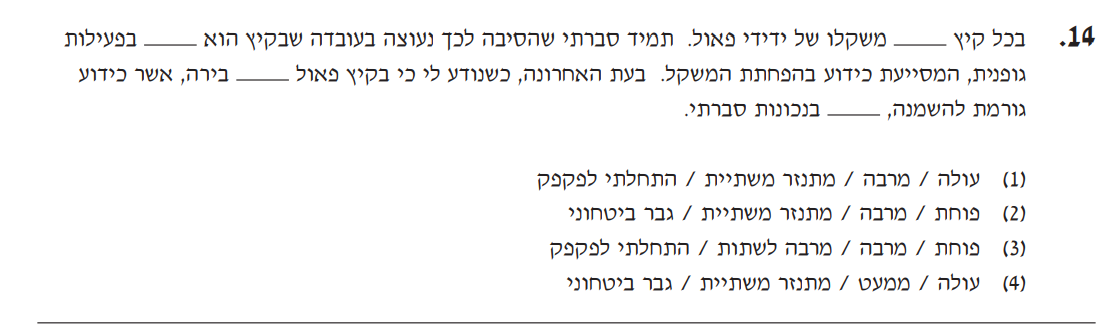 14. בכל קיץ _____ משקלו של ידידי פאול. תמיד סברתי שהסיבה לכך נעוצה בעובדה שבקיץ הוא _____ בפעילות
גופנית, המסייעת כידוע בהפחתת המשקל. בעת האחרונה, כשנודע לי כי בקיץ פאול _____ בירה, אשר כידוע
גורמת להשמנה, _____ בנכונות סברתי.
(1) עולה / מרבה / מתנזר משתיית / התחלתי לפקפק
(2) פוחת / מרבה / מתנזר משתיית / גבר ביטחוני
(3) פוחת / מרבה / מרבה לשתות / התחלתי לפקפק
(4) עולה / ממעט / מתנזר משתיית / גבר ביטחוני